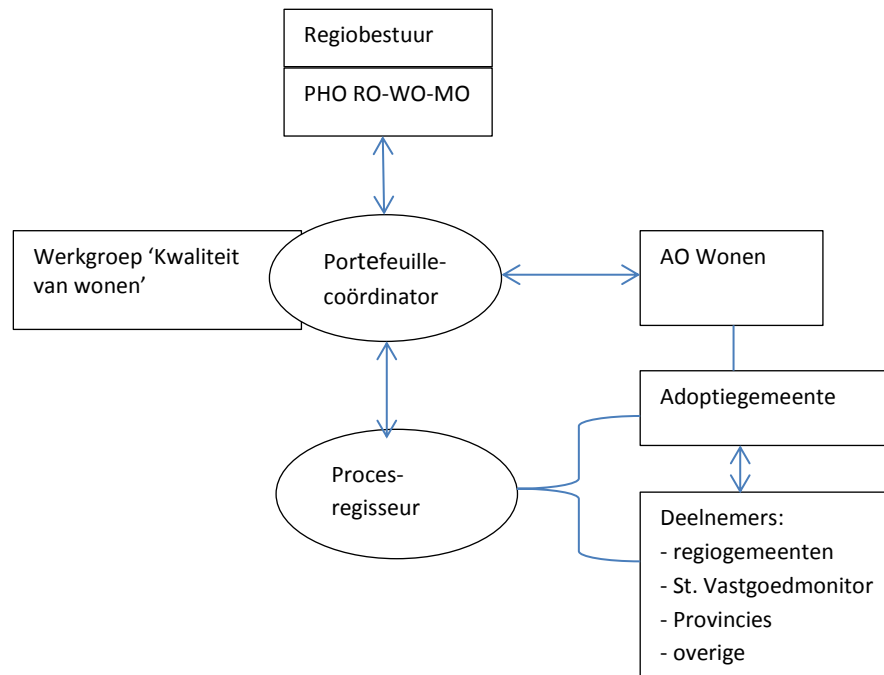 Regiobestuur
PHO RO-WO-MO
Werkgroep ‘Kwaliteit
van wonen’
Portefeuille-
coördinator
AO Wonen
Adoptiegemeente
Proces-
regisseur
Deelnemers:
- regiogemeenten
- St. Vastgoedmonitor
- Provincies
- overige